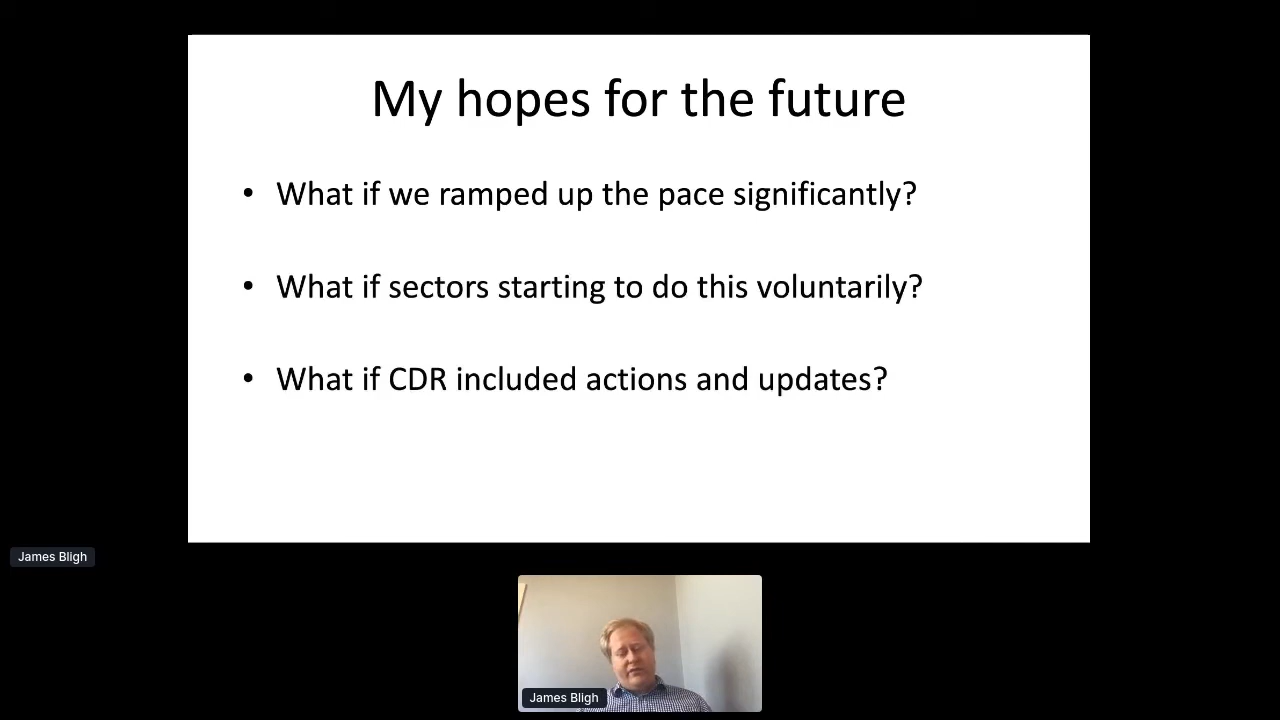 My hopes for the future
• What if we ramped up the pace significantly?
• What if sectors starting to do this voluntarily?
• What if CDR included actions and updates?
James Bligh
James Bligh